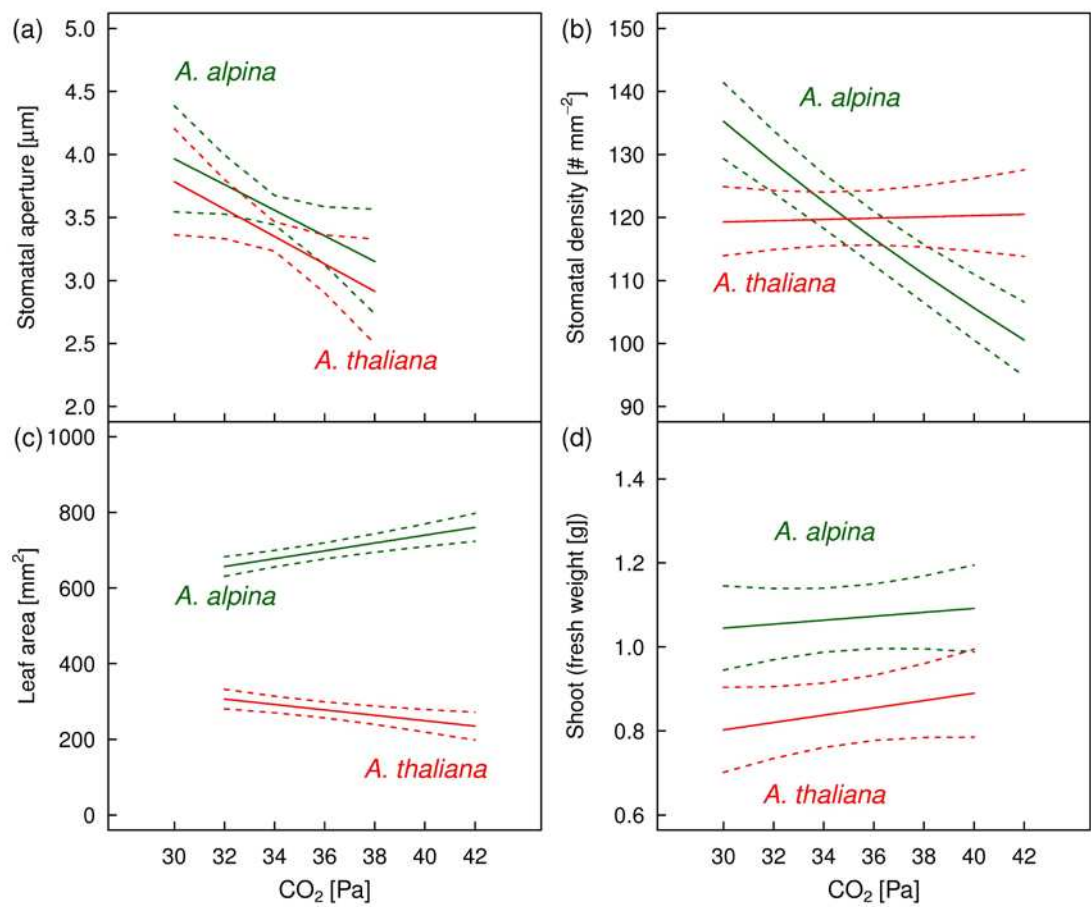 (a)
Stomatal aperture [µm]
5.0
4.5
4.0
3.5
3.0
2.5
2.0
A. alpina
A. thaliana
(b)
Stomatal density [# mm⁻²]
150
140
130
120
110
100
90
A. alpina
A. thaliana
(c)
Leaf area [mm²]
1000
800
600
400
200
0
A. alpina
A. thaliana
30 32 34 36 38 40 42
CO₂ [Pa]
(d)
Shoot (fresh weight [g])
1.4
1.2
1.0
0.8
0.6
A. alpina
A. thaliana
30 32 34 36 38 40 42
CO₂ [Pa]